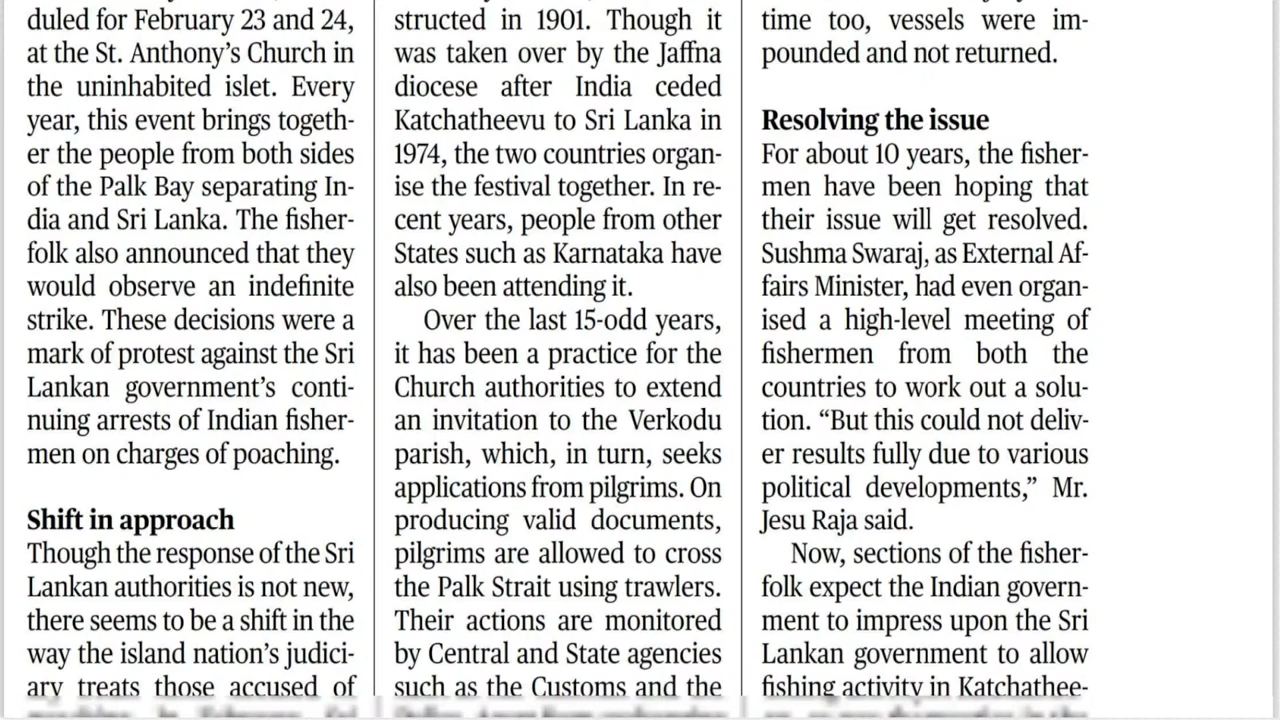 duled for February 23 and 24,
at the St. Anthony’s Church in
the uninhabited islet. Every
year, this event brings togeth-
er the people from both sides
of the Palk Bay separating In-
dia and Sri Lanka. The fisher-
folk also announced that they
would observe an indefinite
strike. These decisions were a
mark of protest against the Sri
Lankan government’s conti-
nuing arrests of Indian fisher-
men on charges of poaching.
Shift in approach
Though the response of the Sri
Lankan authorities is not new,
there seems to be a shift in the
way the island nation’s judici-
ary treats those accused of
structed in 1901. Though it
was taken over by the Jaffna
diocese after India ceded
Katchatheevu to Sri Lanka in
1974, the two countries organ-
ise the festival together. In re-
cent years, people from other
States such as Karnataka have
also been attending it.
Over the last 15-odd years,
it has been a practice for the
Church authorities to extend
an invitation to the Verkodu
parish, which, in turn, seeks
applications from pilgrims. On
producing valid documents,
pilgrims are allowed to cross
the Palk Strait using trawlers.
Their actions are monitored
by Central and State agencies
such as the Customs and the
time too, vessels were im-
pounded and not returned.
Resolving the issue
For about 10 years, the fisher-
men have been hoping that
their issue will get resolved.
Sushma Swaraj, as External Af-
fairs Minister, had even organ-
ised a high-level meeting of
fishermen from both the
countries to work out a solu-
tion. “But this could not deliv-
er results fully due to various
political developments,” Mr.
Jesu Raja said.
Now, sections of the fisher-
folk expect the Indian govern-
ment to impress upon the Sri
Lankan government to allow
fishing activity in Katchathee-